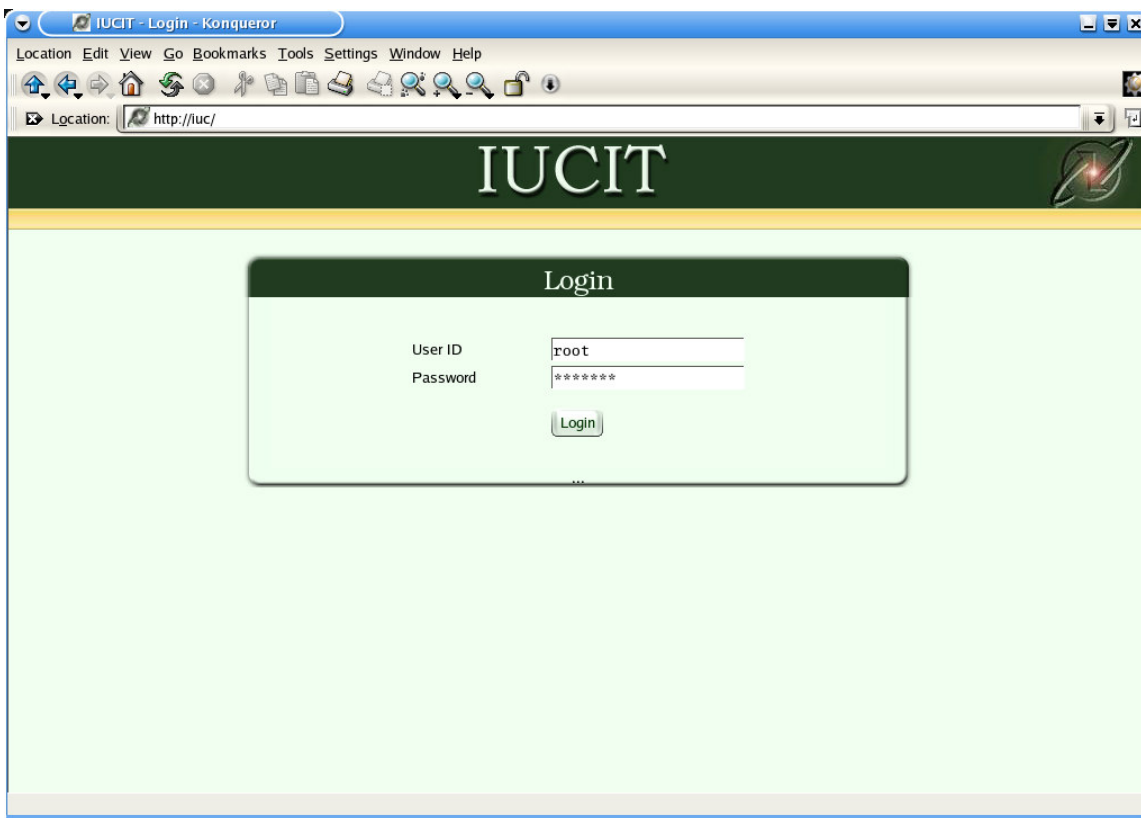 IUCIT - Login - Konqueror
Location Edit View Go Bookmarks Tools Settings Window Help
Location: http://iuc/
IUCIT
Login
User ID root
Password *******
Login
...